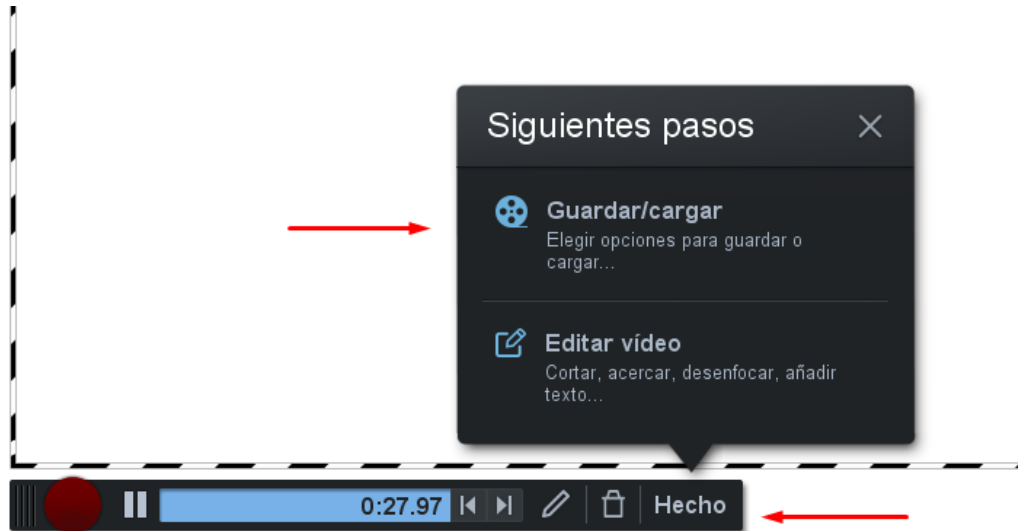 Siguientes pasos
Guardar/cargar
Elegir opciones para guardar o
cargar...
Editar vídeo
Cortar, acercar, desenfocar, añadir
texto...
0:27.97
Hecho